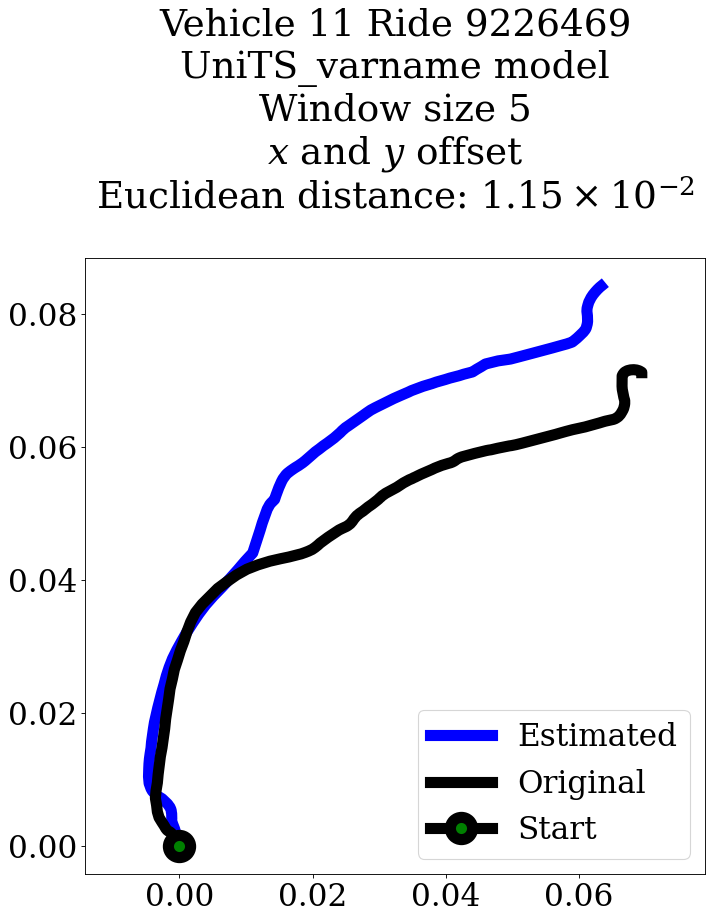 Vehicle 11 Ride 9226469
UniTS_varname model
Window size 5
x and y offset
Euclidean distance: 1.15 × 10⁻²
0.08
0.06
0.04
0.02
0.00
Estimated
Original
Start
0.00 0.02 0.04 0.06